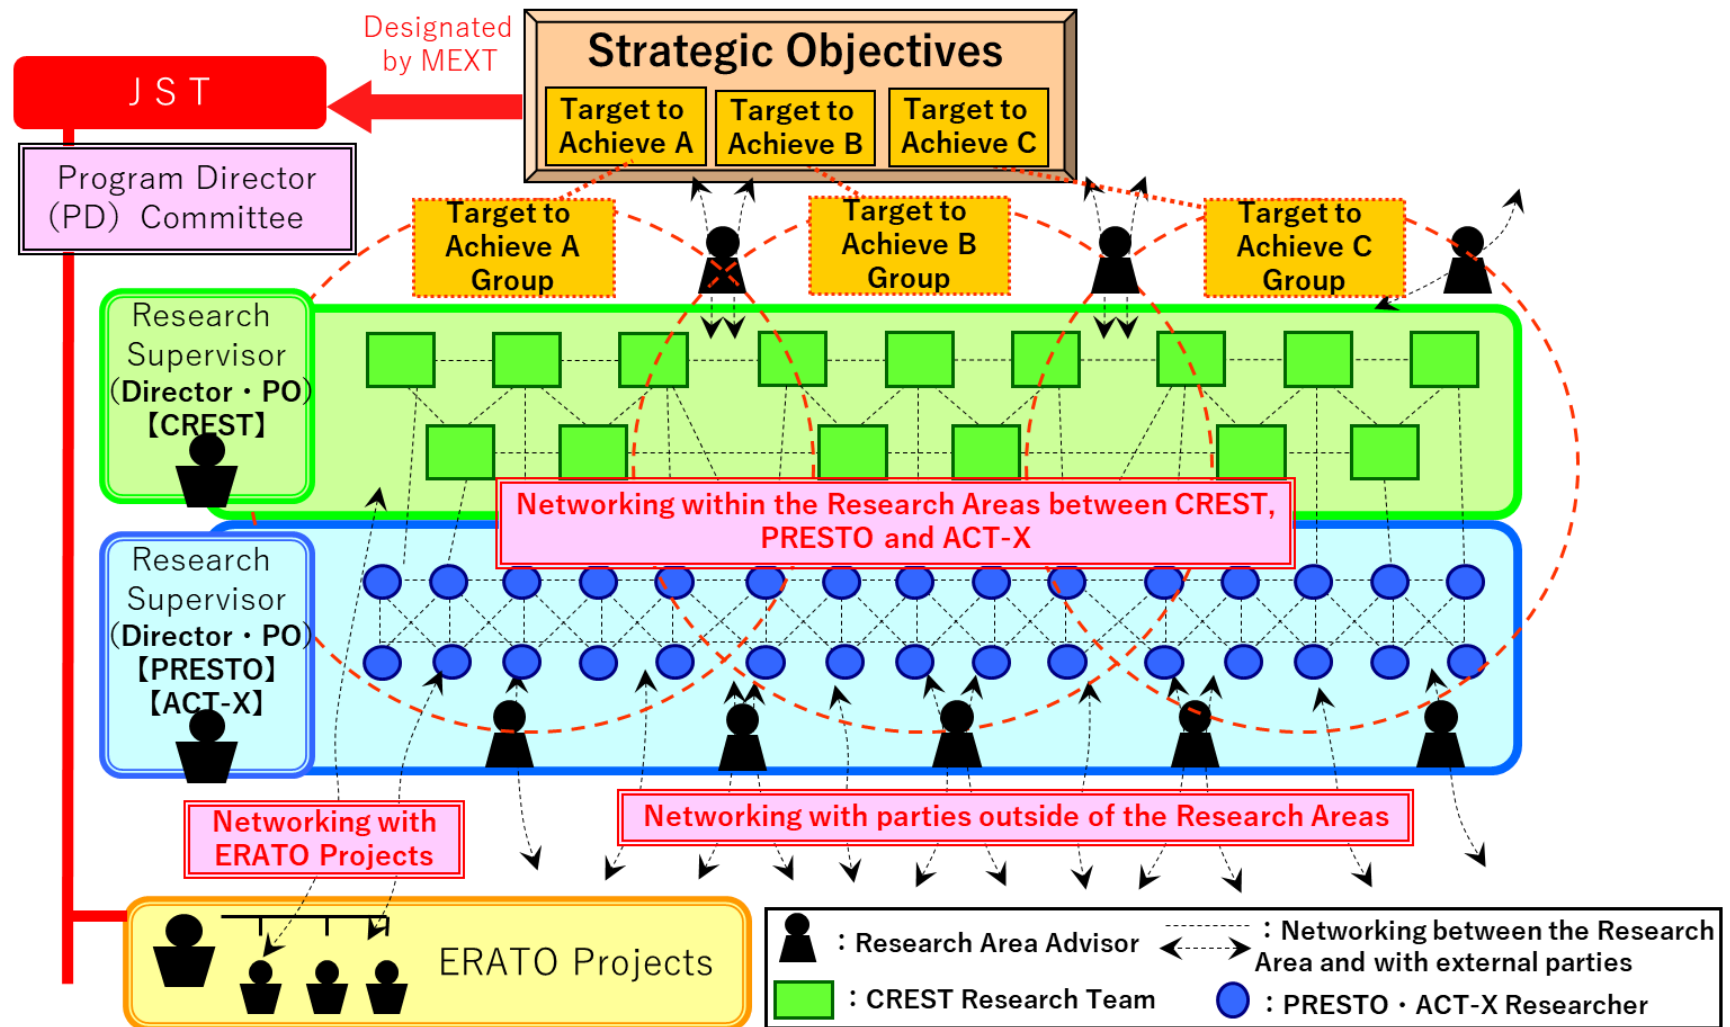 Designated
by MEXT
Strategic Objectives
JST
Target to
Achieve A
Target to
Achieve B
Target to
Achieve C
Program Director
(PD) Committee
Target to
Achieve A
Group
Target to
Achieve B
Group
Target to
Achieve C
Group
Research
Supervisor
(Director・PO)
【CREST】
Networking within the Research Areas between CREST,
PRESTO and ACT-X
Research
Supervisor
(Director・PO)
【PRESTO】
【ACT-X】
Networking with
ERATO Projects
Networking with parties outside of the Research Areas
ERATO Projects
：Research Area Advisor
：Networking between the Research
Area and with external parties
：CREST Research Team
：PRESTO・ACT-X Researcher